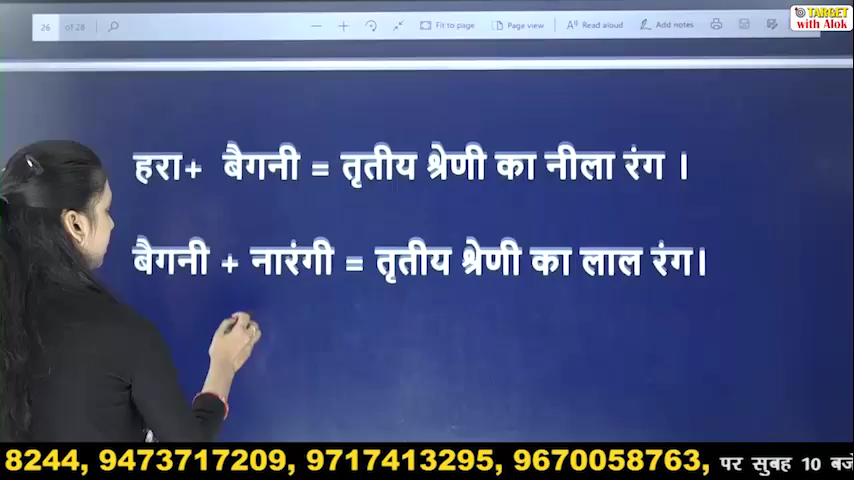 26 of 28 Fit to page Page view Read aloud Add notes
TARGET
with Alok
हरा+ बैगनी = तृतीय श्रेणी का नीला रंग ।
बैगनी + नारंगी = तृतीय श्रेणी का लाल रंग।
8244, 9473717209, 9717413295, 9670058763, पर सुबह 10 बजे